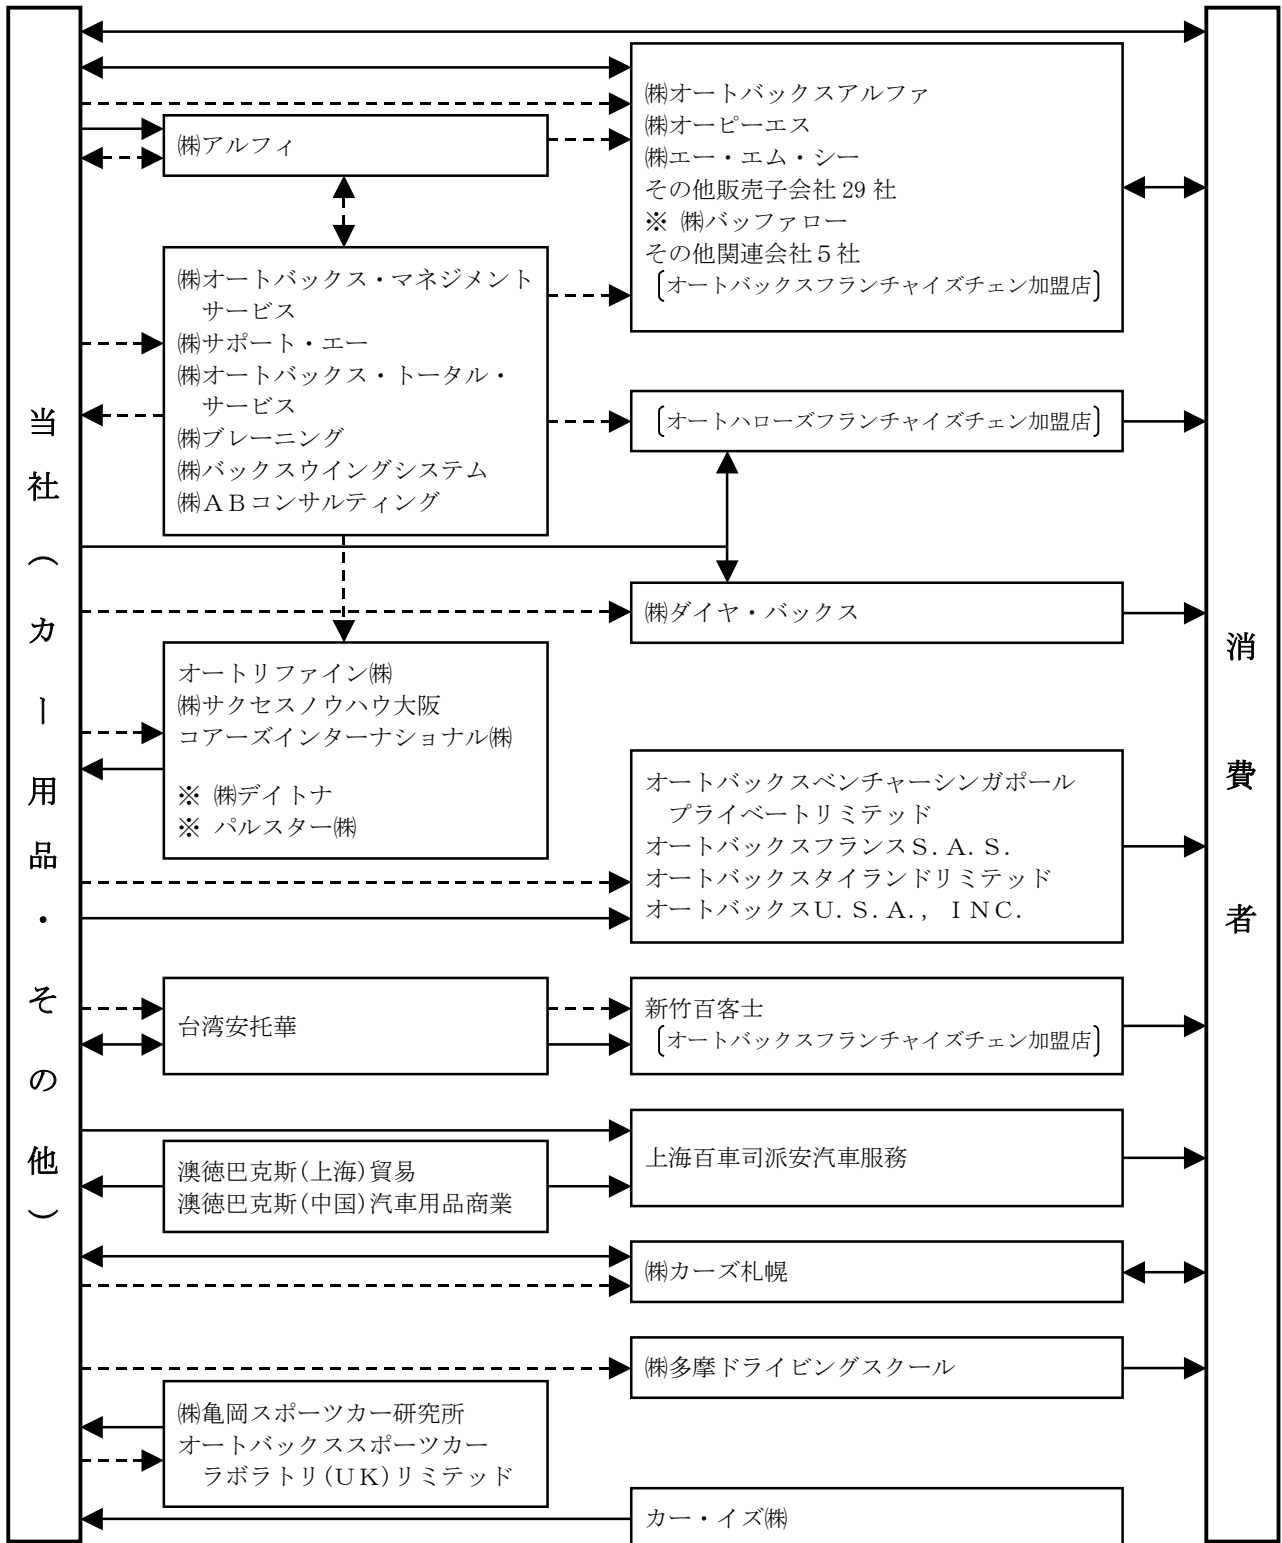 当社（カー用品・その他）
㈱アルフィ
㈱オートバックス・マネジメント
サービス
㈱サポート・エー
㈱オートバックス・トータル・
サービス
㈱ブレーニング
㈱バックスウイングシステム
㈱ＡＢコンサルティング
オートリファイン㈱
㈱サクセスノウハウ大阪
コアーズインターナショナル㈱
※ ㈱デイトナ
※ パルスター㈱
台湾安托華
澳徳巴克斯(上海)貿易
澳徳巴克斯(中国)汽車用品商業
㈱亀岡スポーツカー研究所
オートバックススポーツカー
ラボラトリ(ＵＫ)リミテッド
㈱オートバックスアルファ
㈱オーピーエス
㈱エー・エム・シー
その他販売子会社 29 社
※ ㈱バッファロー
その他関連会社５社
〔オートバックスフランチャイズチェン加盟店〕
〔オートハローズフランチャイズチェン加盟店〕
㈱ダイヤ・バックス
オートバックスベンチャーシンガポール
プライベートリミテッド
オートバックスフランスＳ.Ａ.Ｓ.
オートバックスタイランドリミテッド
オートバックスＵ.Ｓ.Ａ., ＩＮＣ.
新竹百客士
〔オートバックスフランチャイズチェン加盟店〕
上海百車司派安汽車服務
㈱カーズ札幌
㈱多摩ドライビングスクール
カー・イズ㈱
消費者